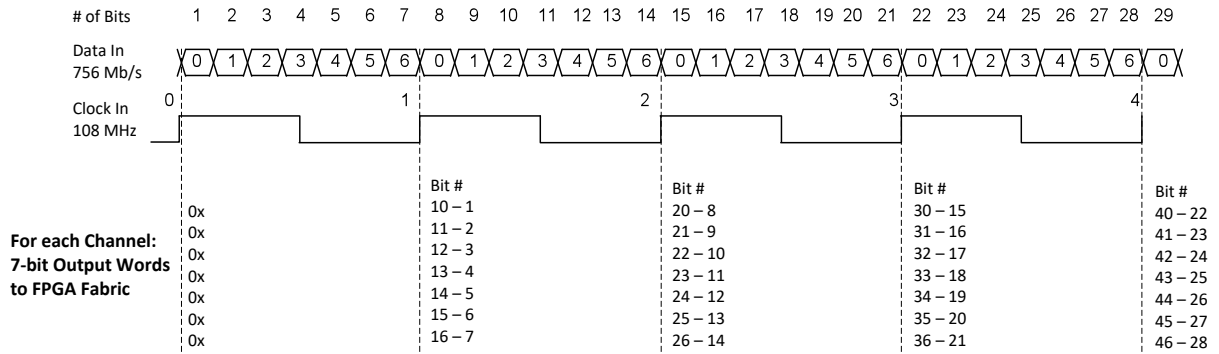 # of Bits 1 2 3 4 5 6 7 8 9 10 11 12 13 14 15 16 17 18 19 20 21 22 23 24 25 26 27 28 29
Data In
756 Mb/s
0 1 2 3 4 5 6 0 1 2 3 4 5 6 0 1 2 3 4 5 6 0 1 2 3 4 5 6 0
Clock In
108 MHz
0 1 2 3 4
For each Channel:
7-bit Output Words
to FPGA Fabric
0x
0x
0x
0x
0x
0x
0x
Bit #
10 – 1
11 – 2
12 – 3
13 – 4
14 – 5
15 – 6
16 – 7
Bit #
20 – 8
21 – 9
22 – 10
23 – 11
24 – 12
25 – 13
26 – 14
Bit #
30 – 15
31 – 16
32 – 17
33 – 18
34 – 19
35 – 20
36 – 21
Bit #
40 – 22
41 – 23
42 – 24
43 – 25
44 – 26
45 – 27
46 – 28